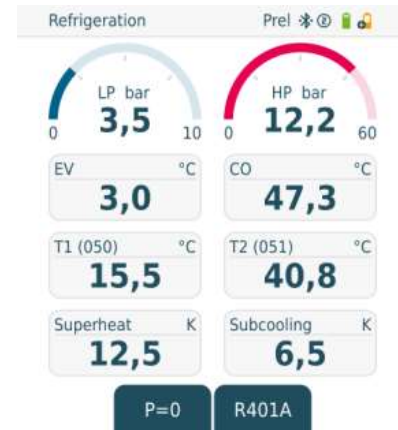 Refrigeration Prel
LP bar HP bar
3,5 12,2
0 10 0 60
EV °C CO °C
3,0 47,3
T1 (050) °C T2 (051) °C
15,5 40,8
Superheat K Subcooling K
12,5 6,5
P=0 R401A